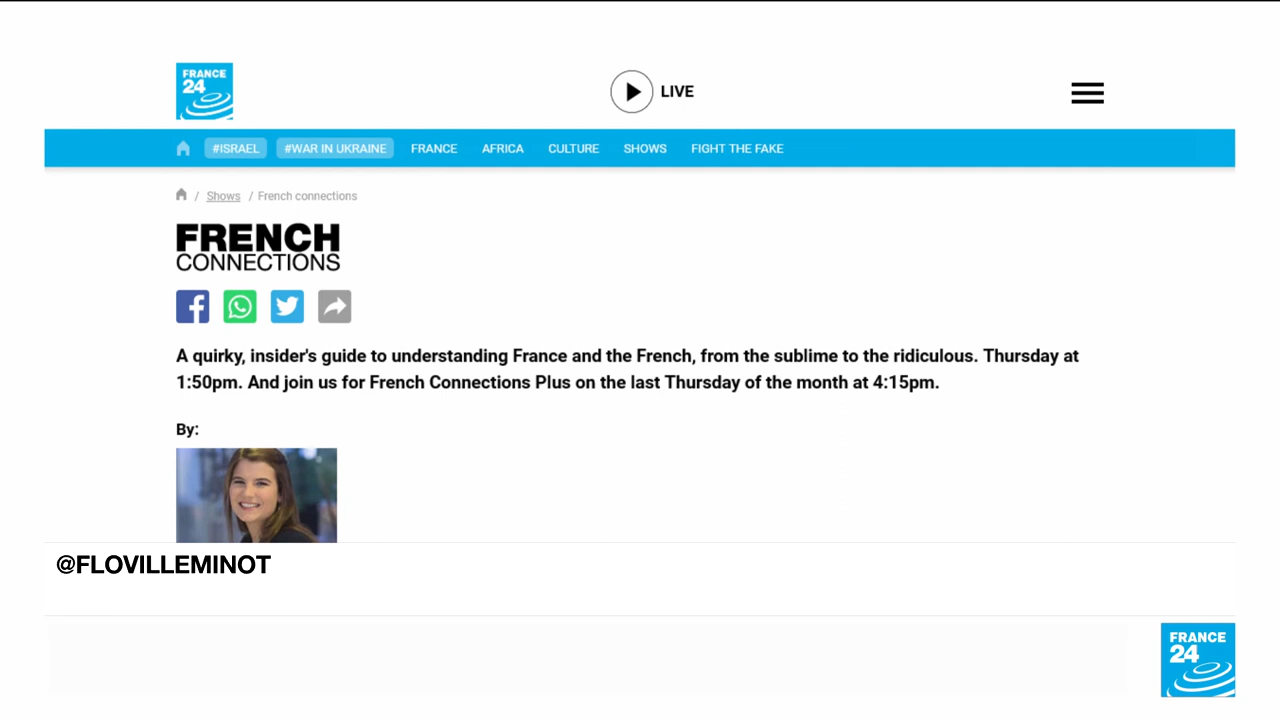 FRANCE
24
LIVE
#ISRAEL #WAR IN UKRAINE FRANCE AFRICA CULTURE SHOWS FIGHT THE FAKE
/ Shows / French connections
FRENCH
CONNECTIONS
A quirky, insider's guide to understanding France and the French, from the sublime to the ridiculous. Thursday at
1:50pm. And join us for French Connections Plus on the last Thursday of the month at 4:15pm.
By:
@FLOVILLEMINOT
FRANCE
24